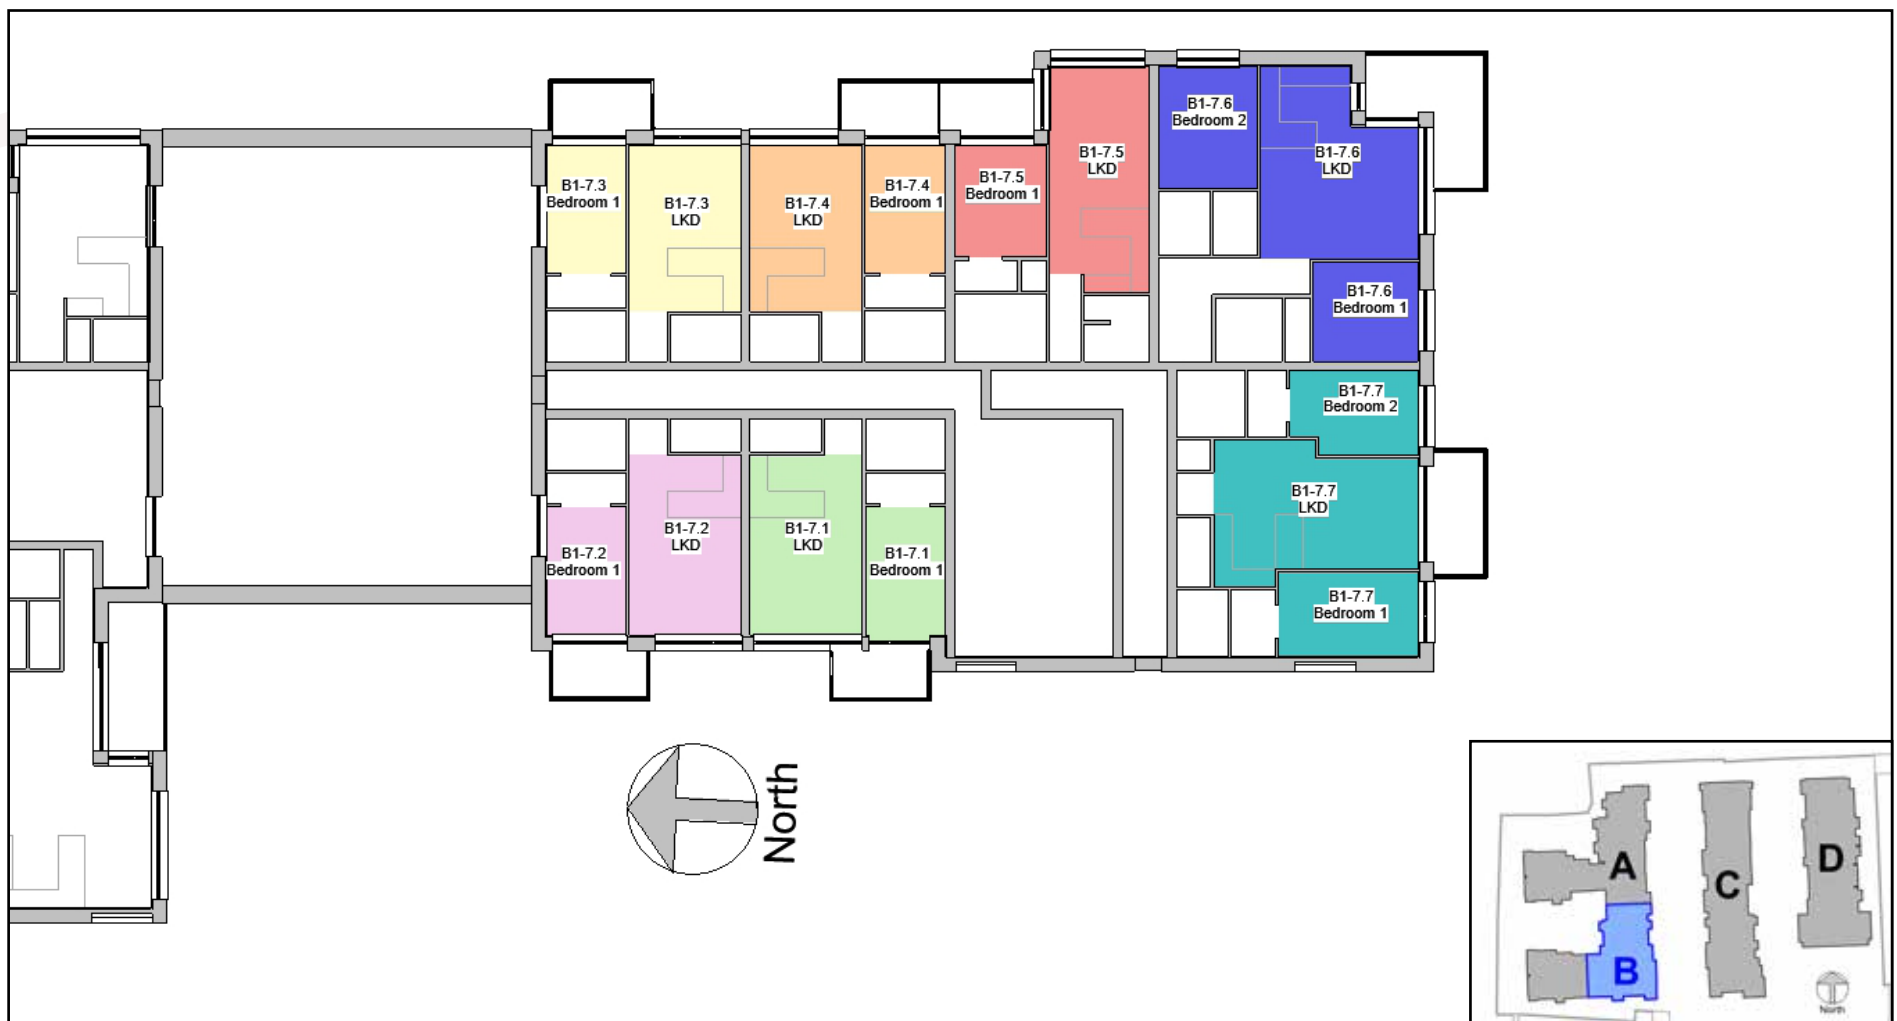 B1-7.6
Bedroom 2
B1-7.5
LKD
B1-7.6
LKD
B1-7.3
Bedroom 1
B1-7.3
LKD
B1-7.4
LKD
B1-7.4
Bedroom 1
B1-7.5
Bedroom 1
B1-7.6
Bedroom 1
B1-7.7
Bedroom 2
B1-7.7
LKD
B1-7.2
Bedroom 1
B1-7.2
LKD
B1-7.1
LKD
B1-7.1
Bedroom 1
B1-7.7
Bedroom 1
North
A
B
C
D
North